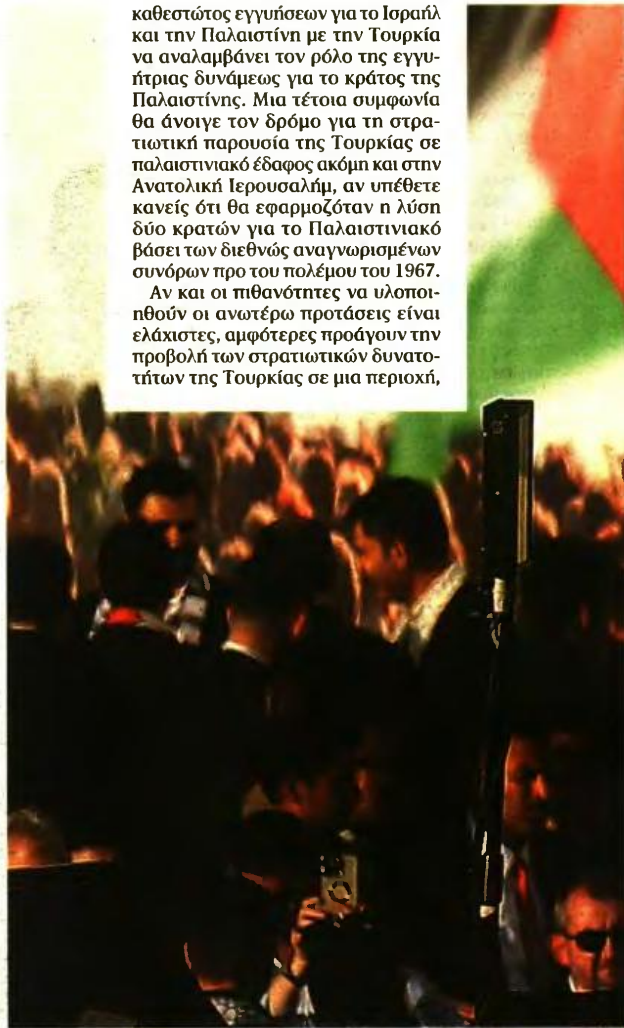 καθεστώτος εγγυήσεων για το Ισραήλ
και την Παλαιστίνη με την Τουρκία
να αναλαμβάνει τον ρόλο της εγγυ-
ήτριας δυνάμεως για το κράτος της
Παλαιστίνης. Μια τέτοια συμφωνία
θα άνοιγε τον δρόμο για τη στρα-
τιωτική παρουσία της Τουρκίας σε
παλαιστινιακό έδαφος ακόμη και στην
Ανατολική Ιερουσαλήμ, αν υπέθετε
κανείς ότι θα εφαρμοζόταν η λύση
δύο κρατών για το Παλαιστινιακό
βάσει των διεθνώς αναγνωρισμένων
συνόρων προ του πολέμου του 1967.
Αν και οι πιθανότητες να υλοποι-
ηθούν οι ανωτέρω προτάσεις είναι
ελάχιστες, αμφότερες προάγουν την
προβολή των στρατιωτικών δυνατο-
τήτων της Τουρκίας σε μια περιοχή,